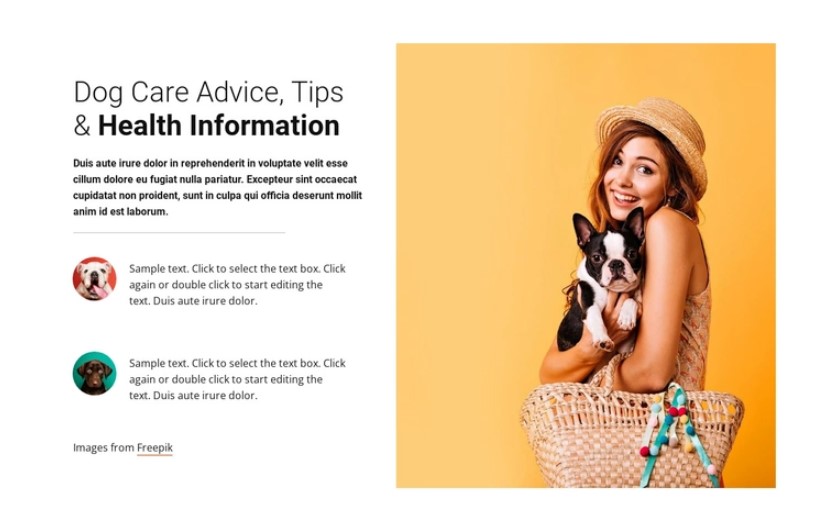 Dog Care Advice, Tips
& Health Information
Duis aute irure dolor in reprehenderit in voluptate velit esse
cillum dolore eu fugiat nulla pariatur. Excepteur sint occaecat
cupidatat non proident, sunt in culpa qui officia deserunt mollit
anim id est laborum.
Sample text. Click to select the text box. Click
again or double click to start editing the
text. Duis aute irure dolor.
Sample text. Click to select the text box. Click
again or double click to start editing the
text. Duis aute irure dolor.
Images from Freepik